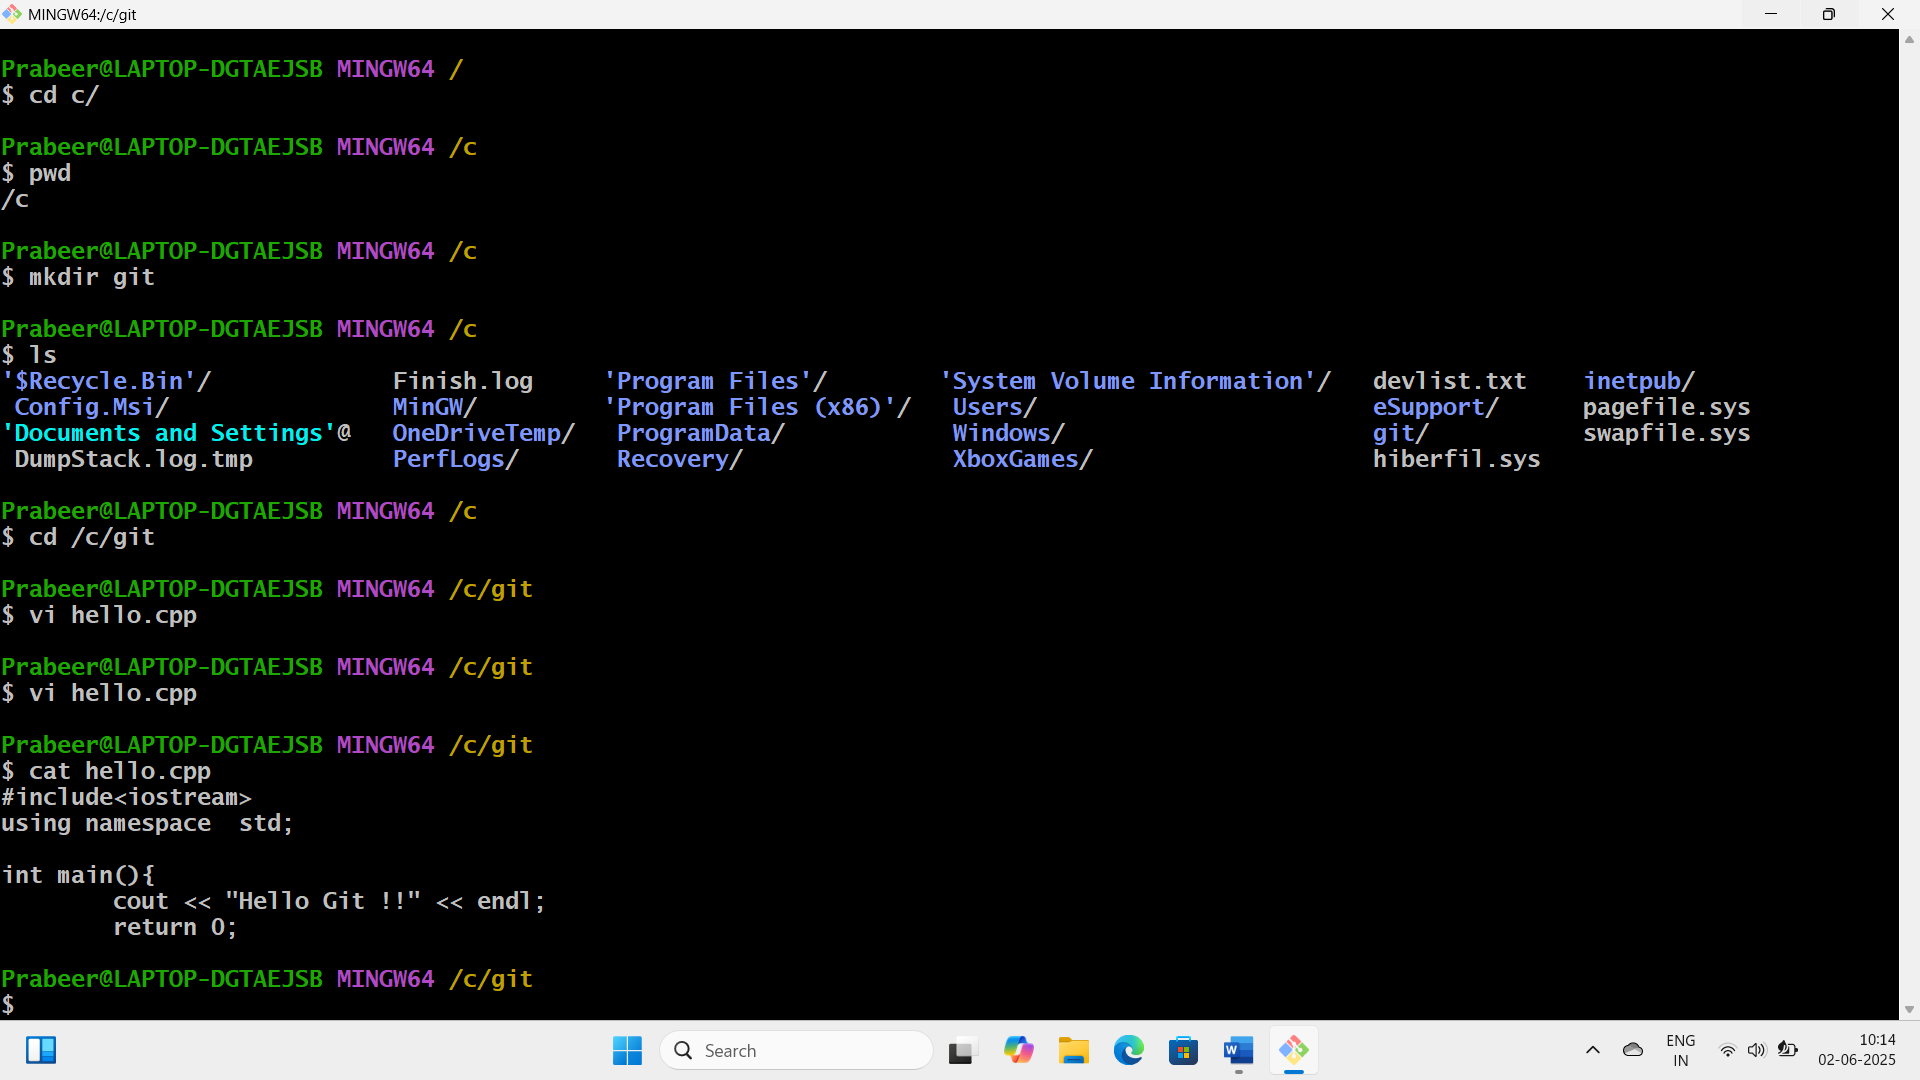 MINGW64:/c/git
Prabeer@LAPTOP-DGTAEJSB MINGW64 /
$ cd c/
Prabeer@LAPTOP-DGTAEJSB MINGW64 /c
$ pwd
/c
Prabeer@LAPTOP-DGTAEJSB MINGW64 /c
$ mkdir git
Prabeer@LAPTOP-DGTAEJSB MINGW64 /c
$ ls
'$Recycle.Bin'/ Finish.log 'Program Files'/ 'System Volume Information'/ devlist.txt inetpub/
Config.Msi/ MinGW/ 'Program Files (x86)'/ Users/ eSupport/ pagefile.sys
'Documents and Settings'@ OneDriveTemp/ ProgramData/ Windows/ git/ swapfile.sys
DumpStack.log.tmp PerfLogs/ Recovery/ XboxGames/ hiberfil.sys
Prabeer@LAPTOP-DGTAEJSB MINGW64 /c
$ cd /c/git
Prabeer@LAPTOP-DGTAEJSB MINGW64 /c/git
$ vi hello.cpp
Prabeer@LAPTOP-DGTAEJSB MINGW64 /c/git
$ vi hello.cpp
Prabeer@LAPTOP-DGTAEJSB MINGW64 /c/git
$ cat hello.cpp
#include<iostream>
using namespace  std;
int main(){
        cout << "Hello Git !!" << endl;
        return 0;
Prabeer@LAPTOP-DGTAEJSB MINGW64 /c/git
$
Search
W
ENG
IN
10:14
02-06-2025